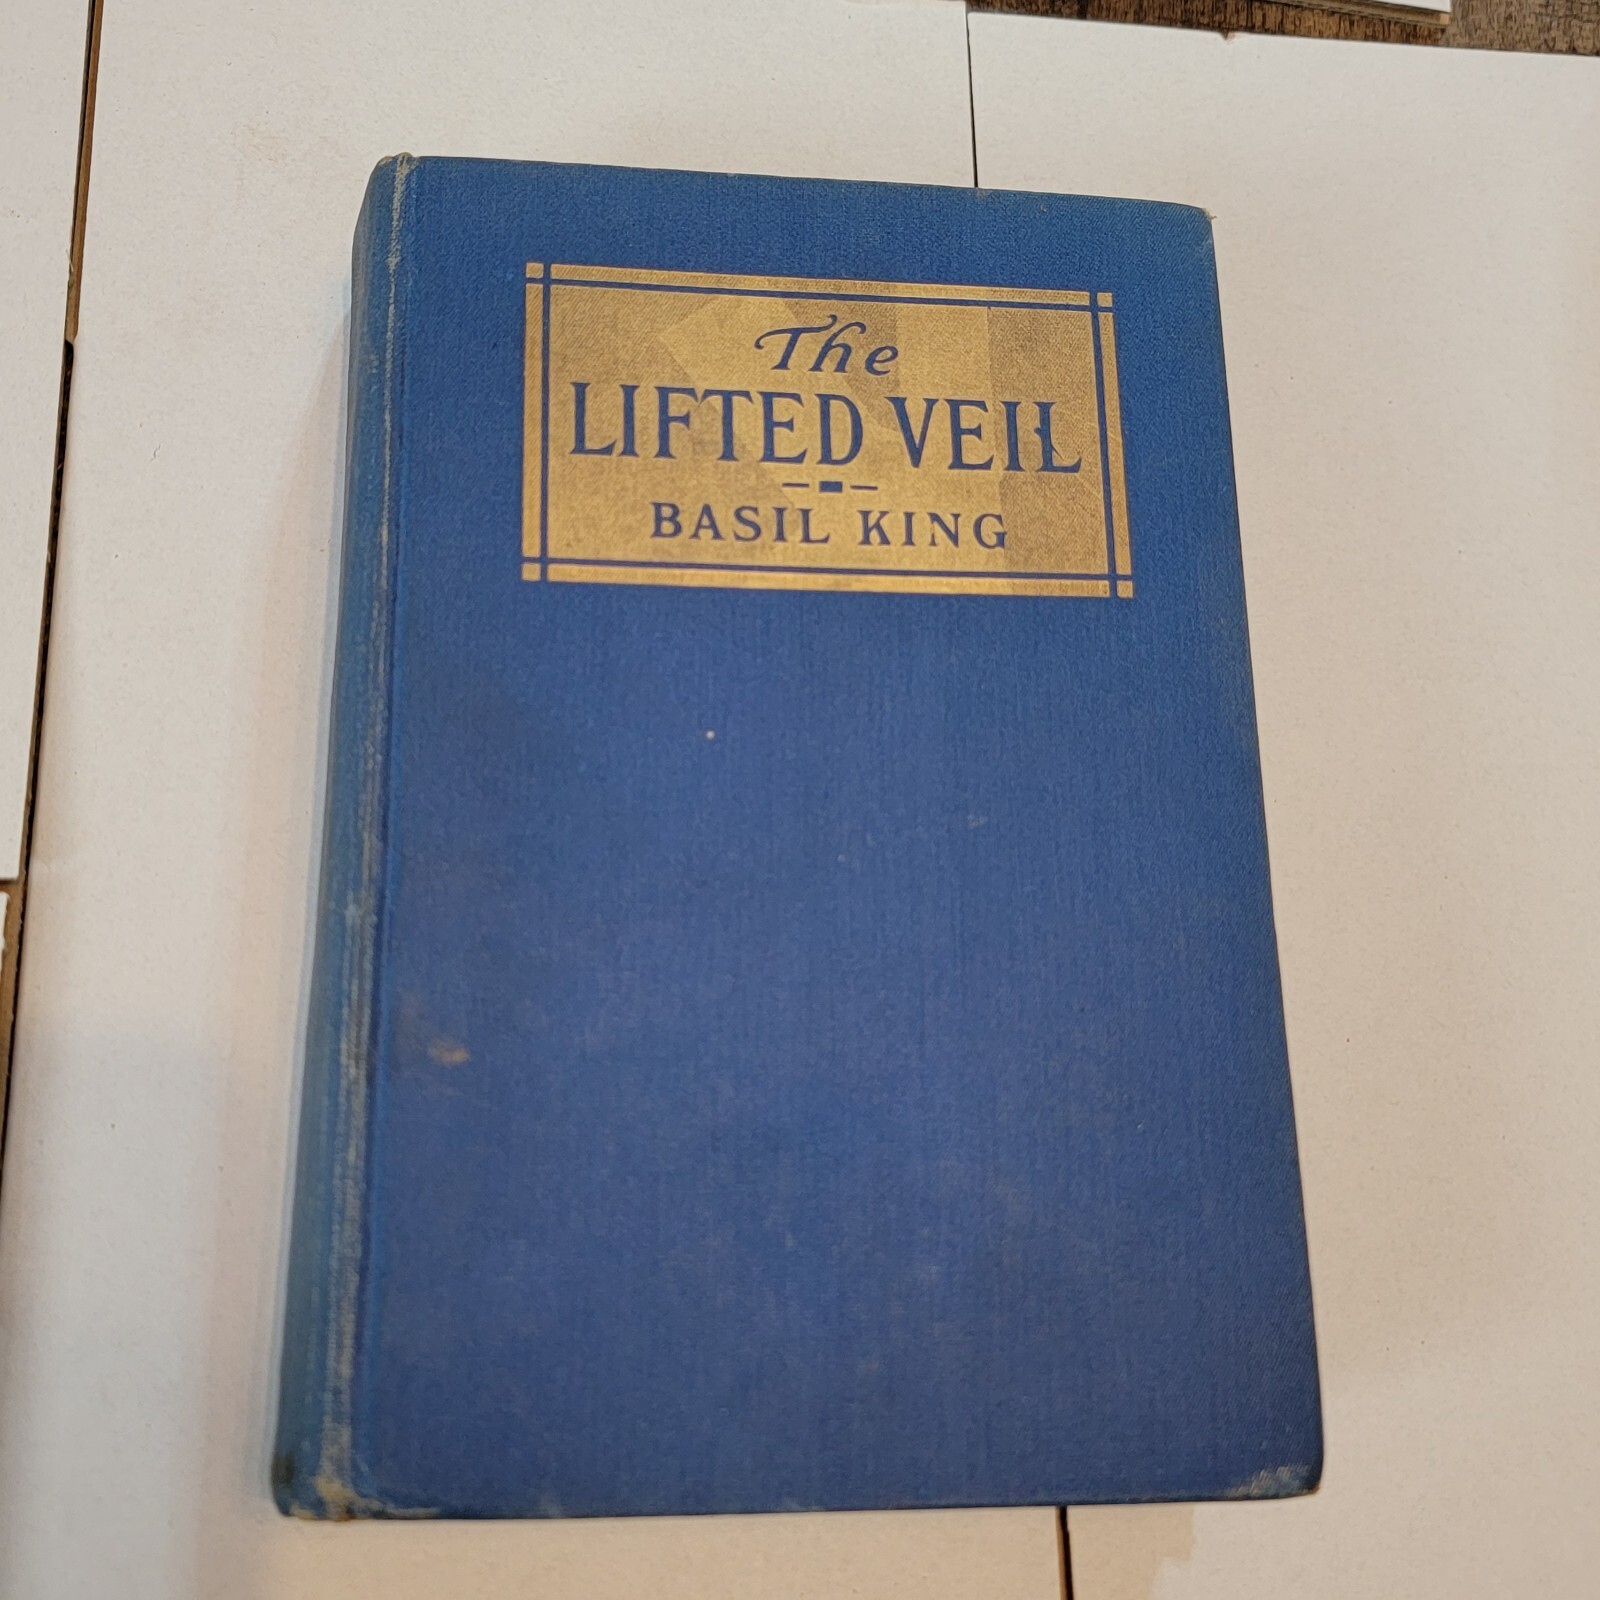 The
LIFTED VEIL
BASIL KING